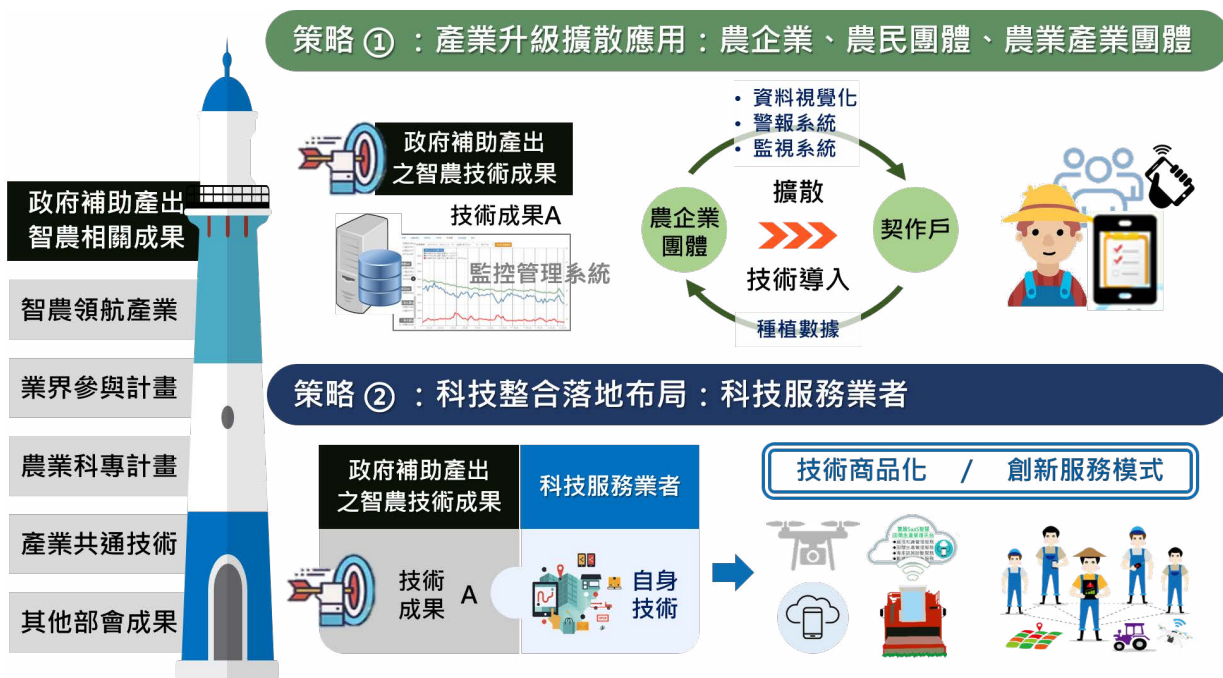 策略 ① ：產業升級擴散應用：農企業、農民團體、農業產業團體
政府補助產出
智農相關成果
智農領航產業
業界參與計畫
農業科專計畫
產業共通技術
其他部會成果
政府補助產出
之智農技術成果
技術成果A
監控管理系統
• 資料視覺化
• 警報系統
• 監視系統
農企業
團體
擴散
技術導入
契作戶
種植數據
策略 ② ：科技整合落地布局：科技服務業者
政府補助產出
之智農技術成果
科技服務業者
技術
成果
A
自身
技術
技術商品化 / 創新服務模式